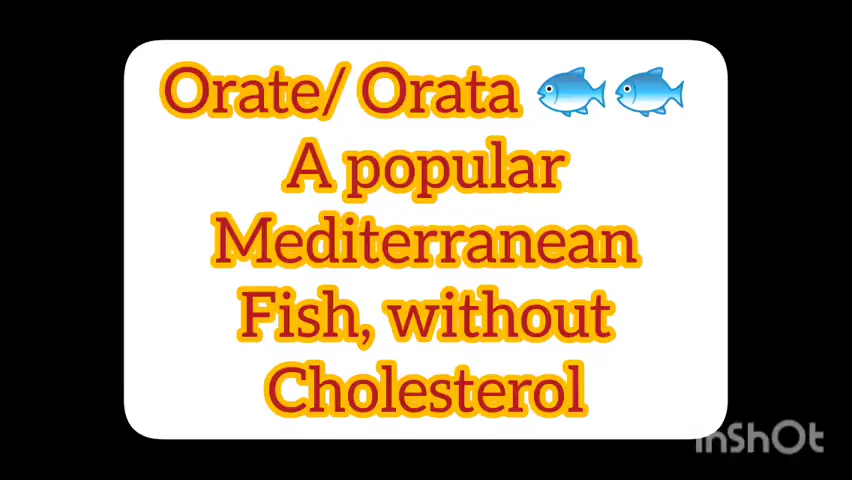 Orate/ Orata 🐟🐟
A popular
Mediterranean
Fish, without
Cholesterol
InShOt